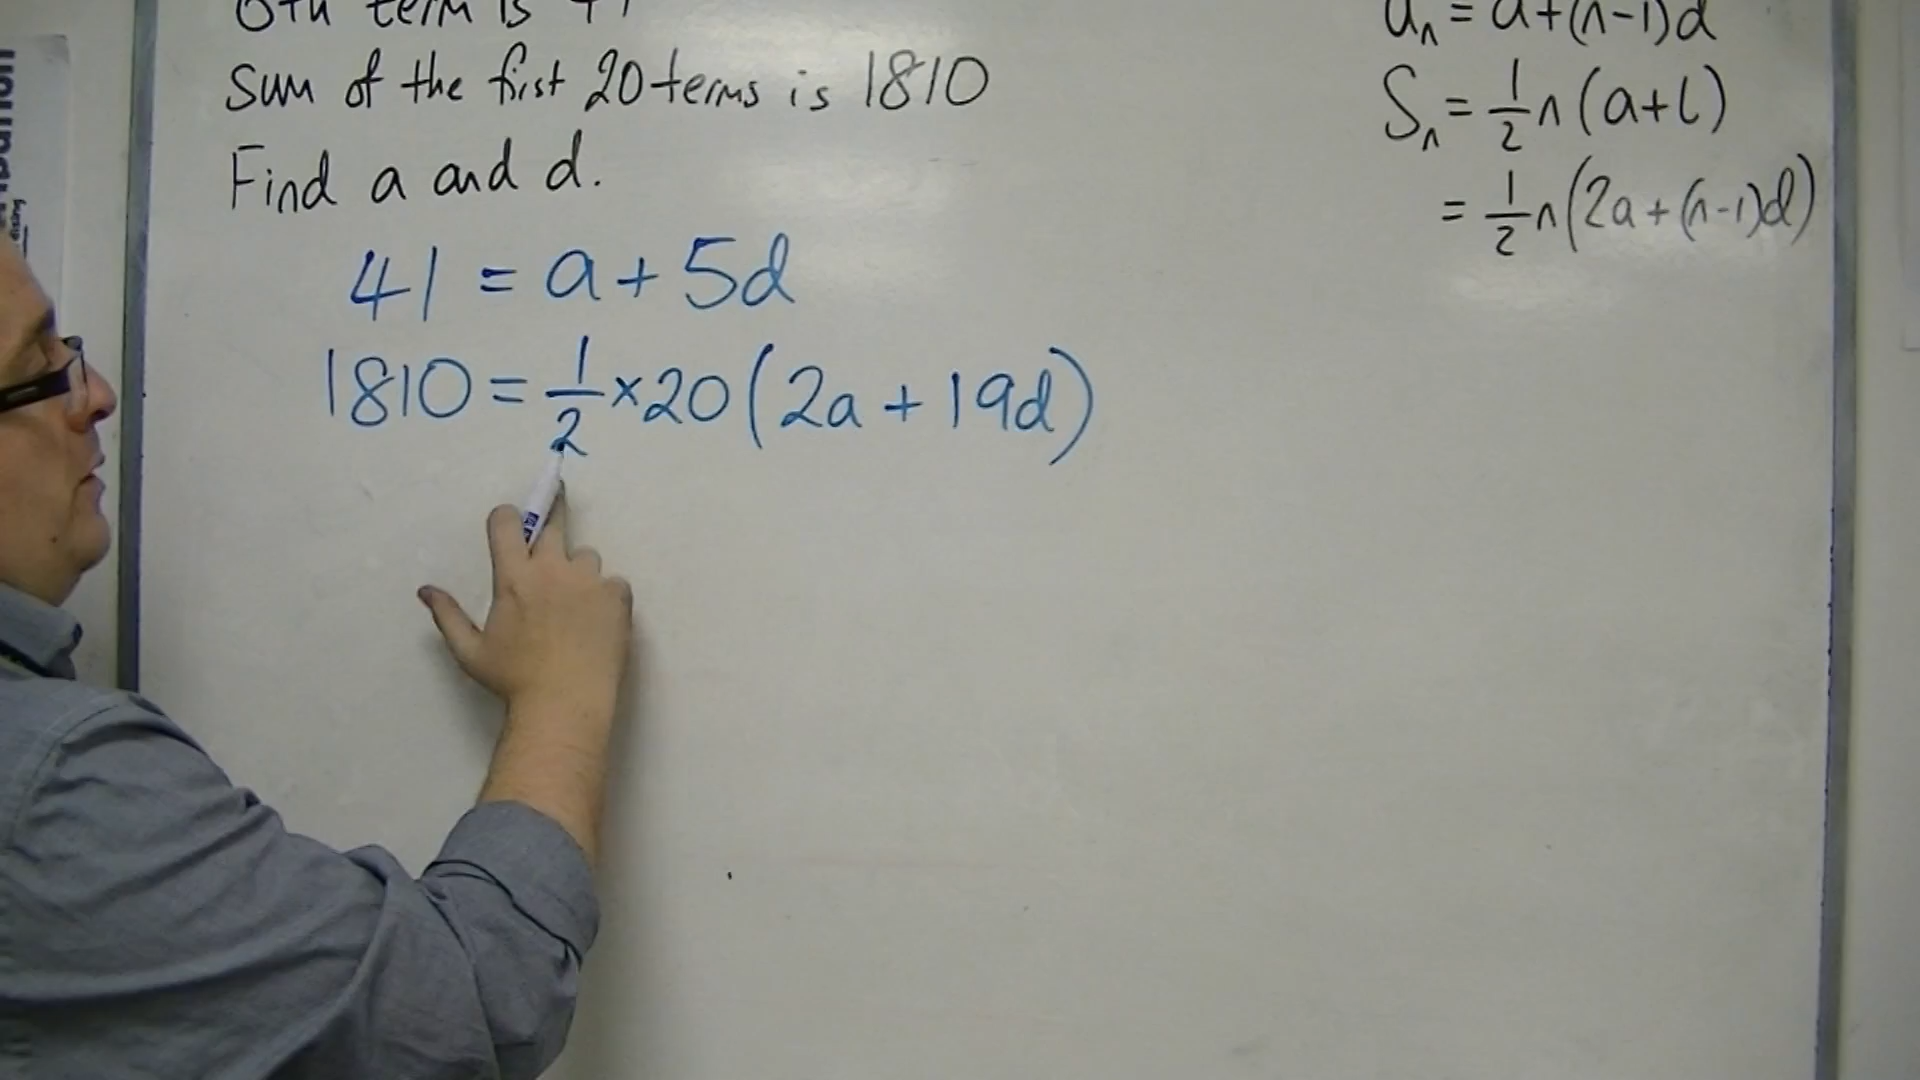 6th term is 41
Sum of the first 20 terms is 1810
Find a and d.
41 = a + 5d
1810 = 1/2 × 20 (2a + 19d)
uₙ = a + (n-1)d
Sₙ = 1/2 n (a + l)
= 1/2 n (2a + (n-1)d)